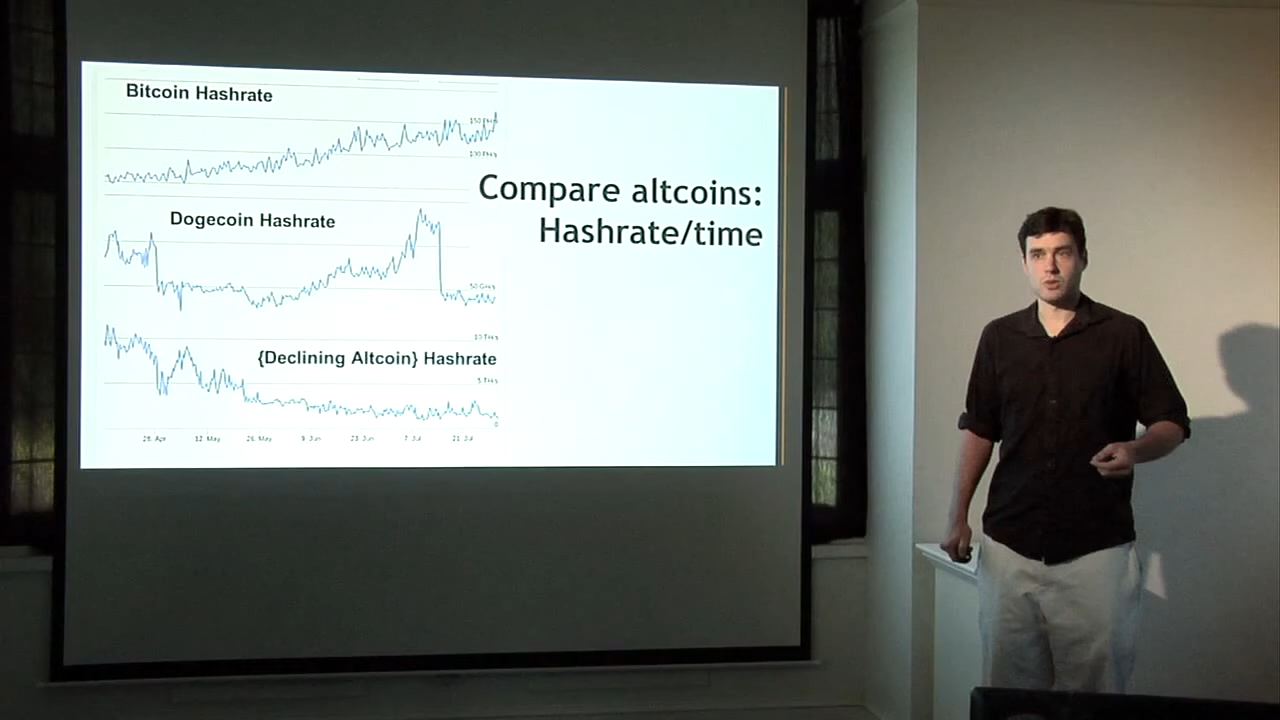 Bitcoin Hashrate
Compare altcoins:
Hashrate/time
Dogecoin Hashrate
{Declining Altcoin} Hashrate
26. Apr 12. May 26. May 9. Jun 23. Jun 7. Jul 21. Jul
0